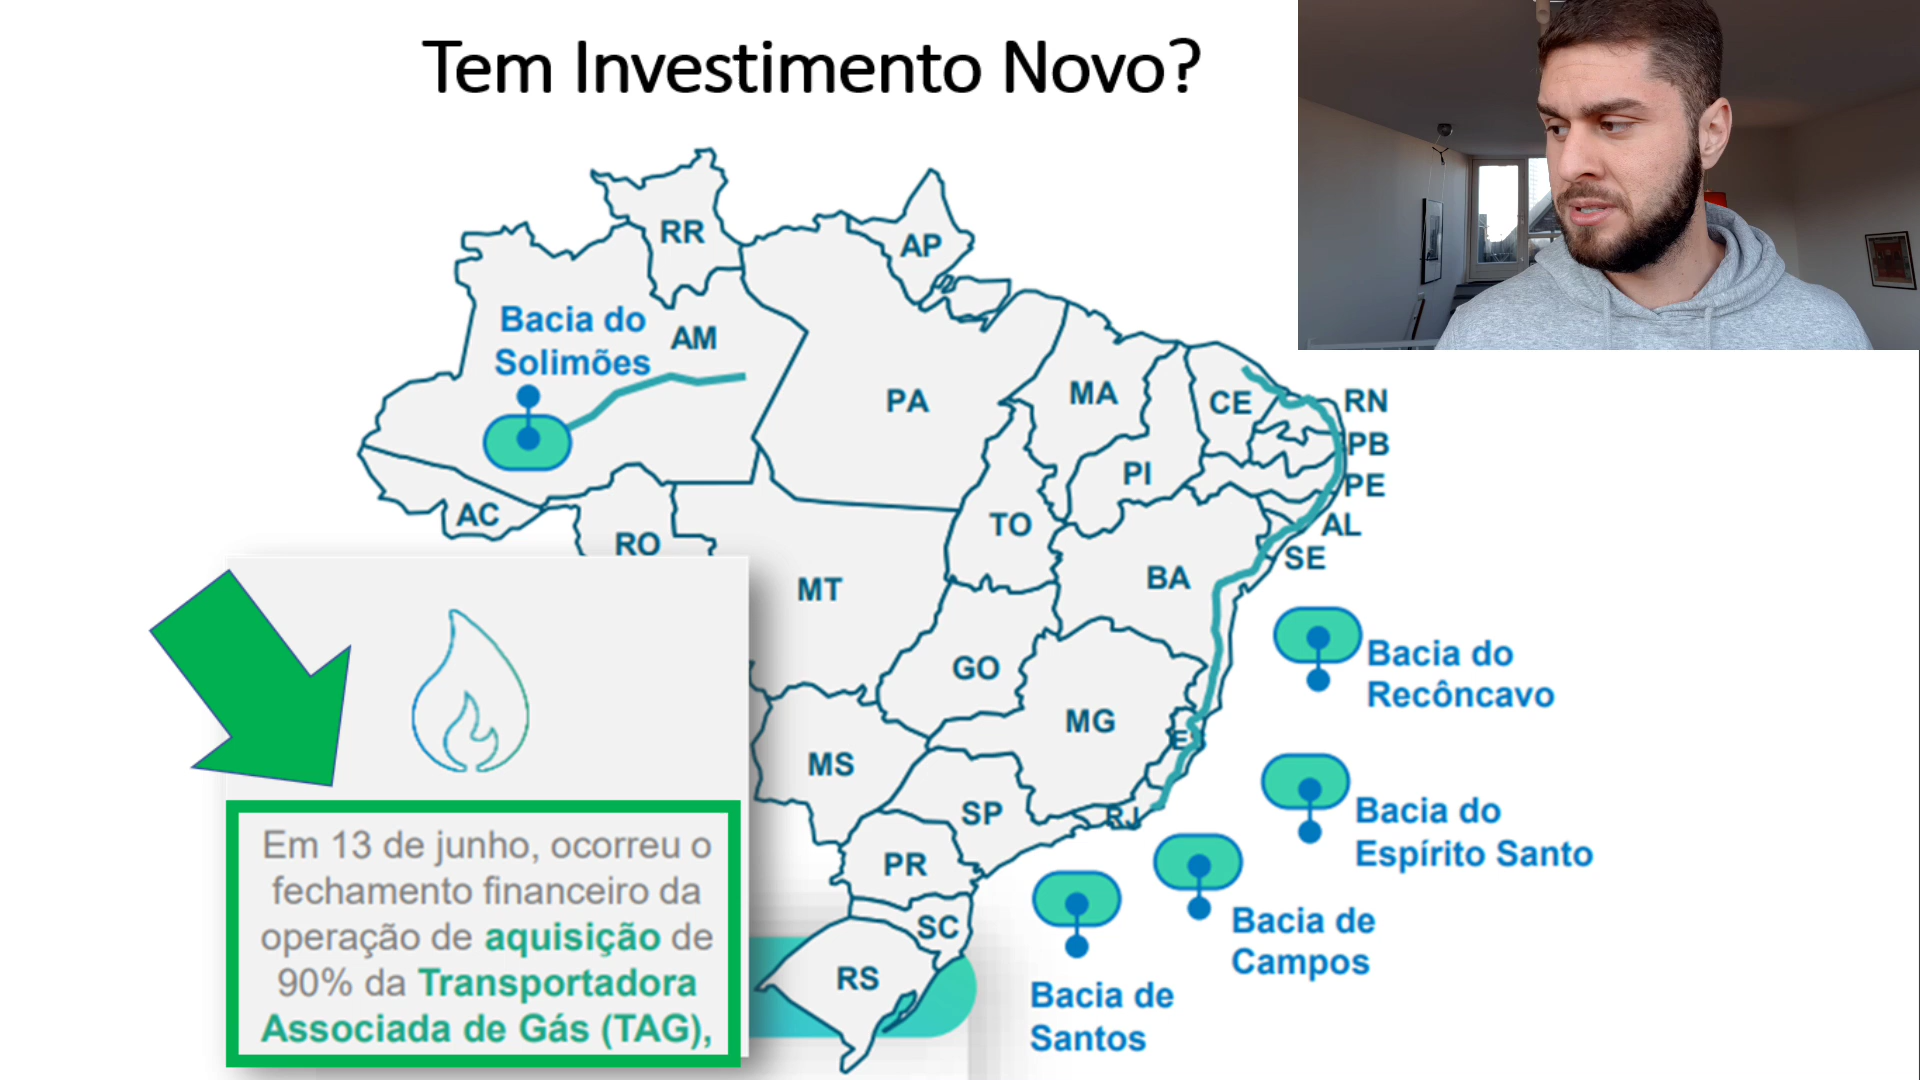 Tem Investimento Novo?
RR
AP
Bacia do
Solimões
AM
PA
MA
CE
RN
PB
PI
PE
AC
TO
AL
RO
SE
MT
BA
GO
Bacia do
Recôncavo
MG
ES
MS
SP
RJ
Bacia do
Espírito Santo
PR
SC
Bacia de
Campos
RS
Bacia de
Santos
Em 13 de junho, ocorreu o
fechamento financeiro da
operação de aquisição de
90% da Transportadora
Associada de Gás (TAG),